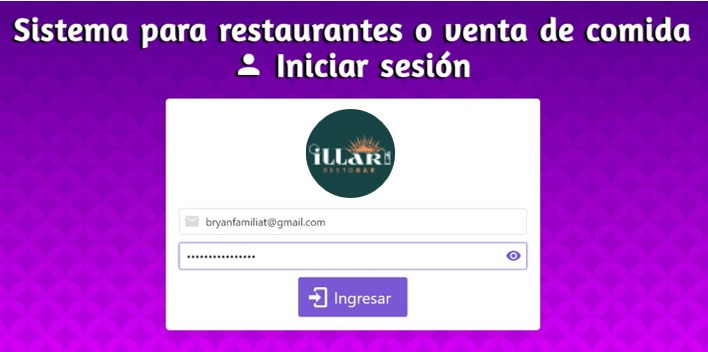 Sistema para restaurantes o venta de comida
Iniciar sesión
ILLARI
RESTOBAR
bryanfamiliat@gmail.com
••••••••••••••••
Ingresar